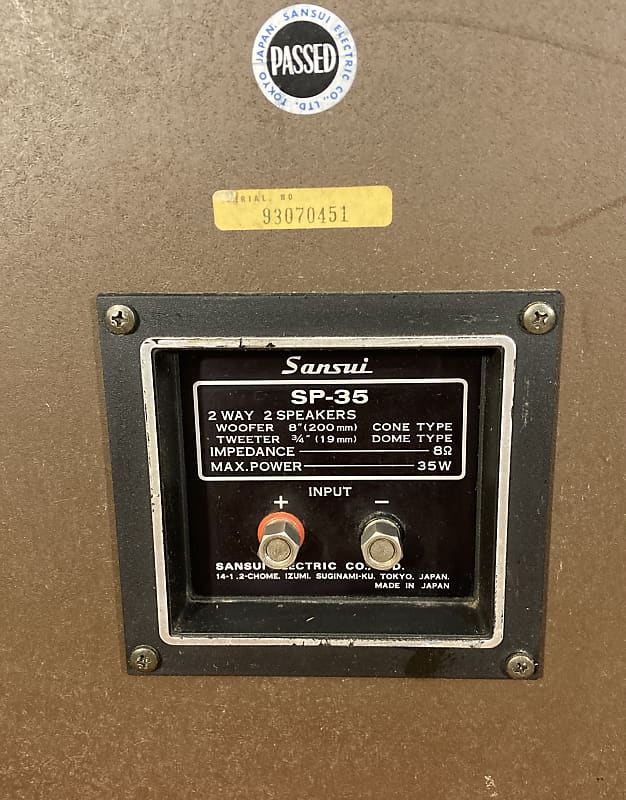 SANSUI ELECTRIC CO., LTD. TOKYO JAPAN.
PASSED
SERIAL. NO
93070451
Sansui
SP-35
2 WAY 2 SPEAKERS
WOOFER 8"(200mm) CONE TYPE
TWEETER ¾"(19mm) DOME TYPE
IMPEDANCE 8Ω
MAX.POWER 35W
INPUT
+ −
SANSUI ELECTRIC CO., LTD.
14-1, 2-CHOME, IZUMI, SUGINAMI-KU, TOKYO, JAPAN.
MADE IN JAPAN